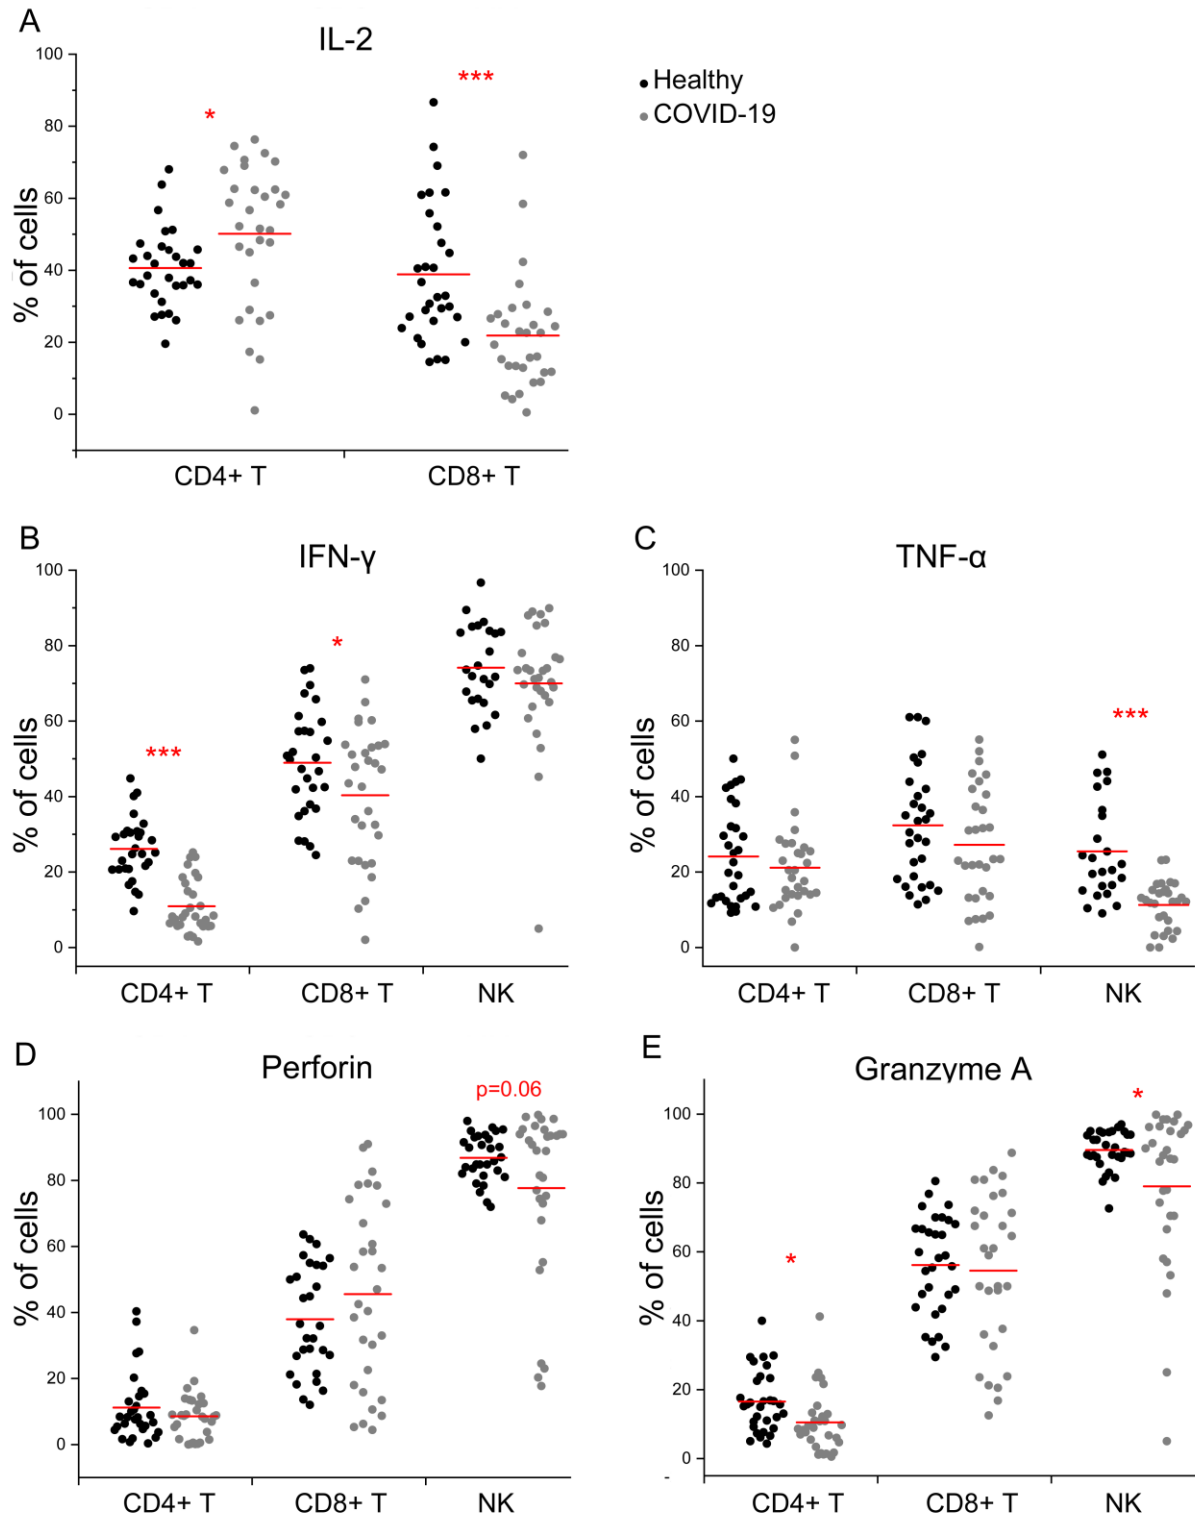 A
IL-2
100
80
60
40
20
0
% of cells
*
***
Healthy
COVID-19
CD4+ T
CD8+ T
B
IFN-γ
100
80
60
40
20
0
% of cells
***
*
CD4+ T
CD8+ T
NK
C
TNF-α
100
80
60
40
20
0
% of cells
***
CD4+ T
CD8+ T
NK
D
Perforin
100
80
60
40
20
0
% of cells
p=0.06
CD4+ T
CD8+ T
NK
E
Granzyme A
100
80
60
40
20
0
% of cells
*
*
CD4+ T
CD8+ T
NK